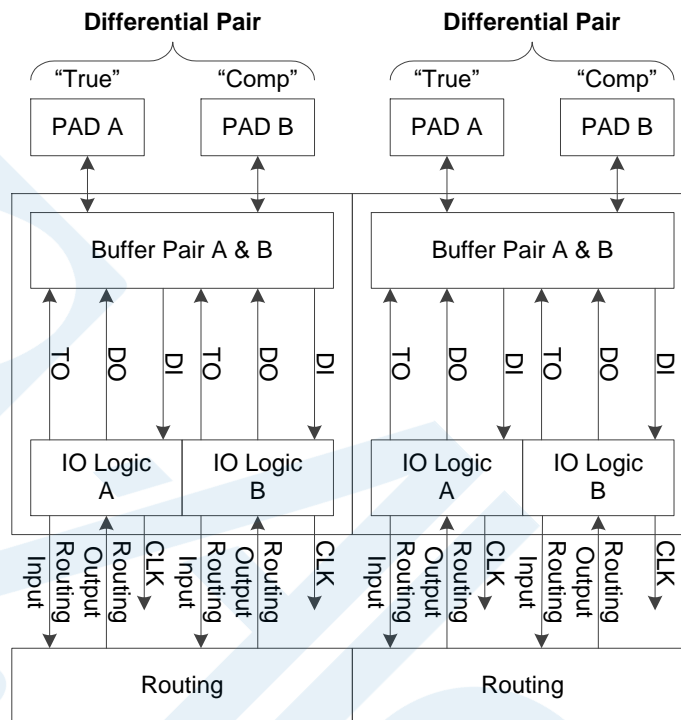 Differential Pair
Differential Pair
“True”
“Comp”
“True”
“Comp”
PAD A
PAD B
PAD A
PAD B
Buffer Pair A & B
Buffer Pair A & B
TO
DO
DI
TO
DO
DI
TO
DO
DI
TO
DO
DI
IO Logic
A
IO Logic
B
IO Logic
A
IO Logic
B
Routing
Input
Routing
Output
CLK
Routing
Input
Routing
Output
CLK
Routing
Input
Routing
Output
CLK
Routing
Input
Routing
Output
CLK
Routing
Routing